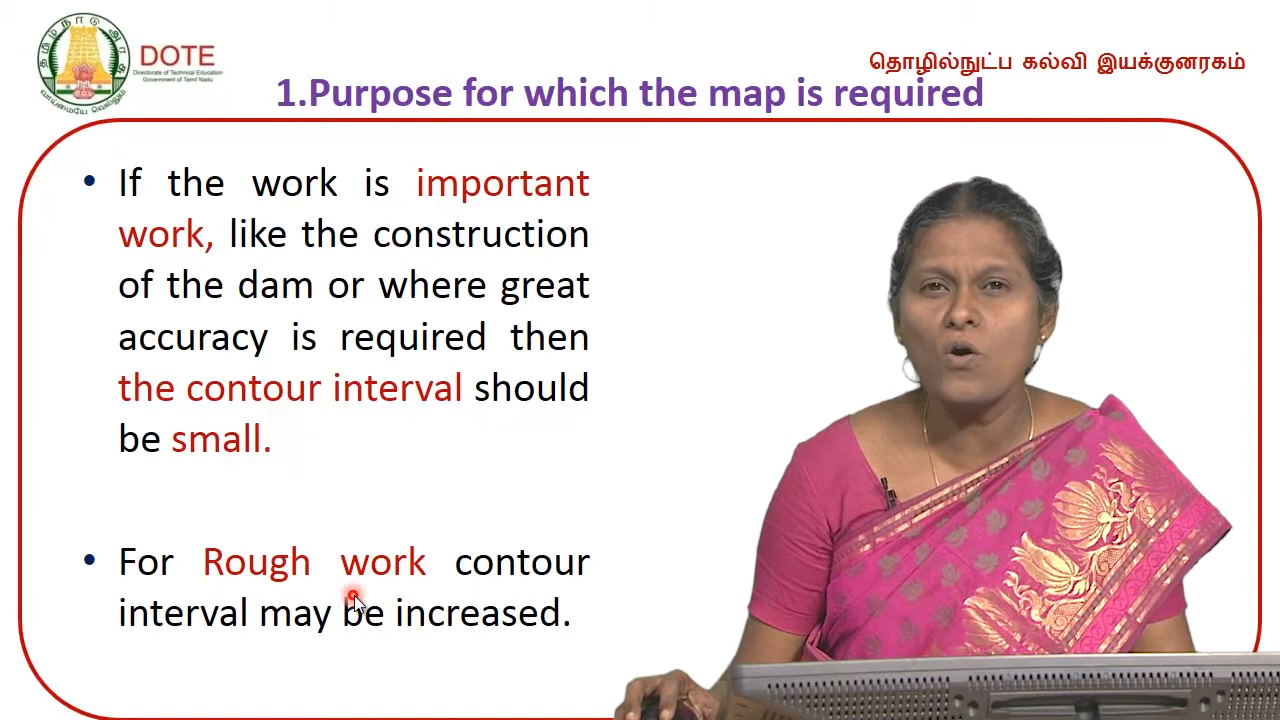 தமிழ்நாடு அரசு
வாய்மையே வெல்லும்
DOTE
Directorate of Technical Education
Government of Tamil Nadu
தொழில்நுட்ப கல்வி இயக்குனரகம்
1.Purpose for which the map is required
• If the work is important
work, like the construction
of the dam or where great
accuracy is required then
the contour interval should
be small.
• For Rough work contour
interval may be increased.